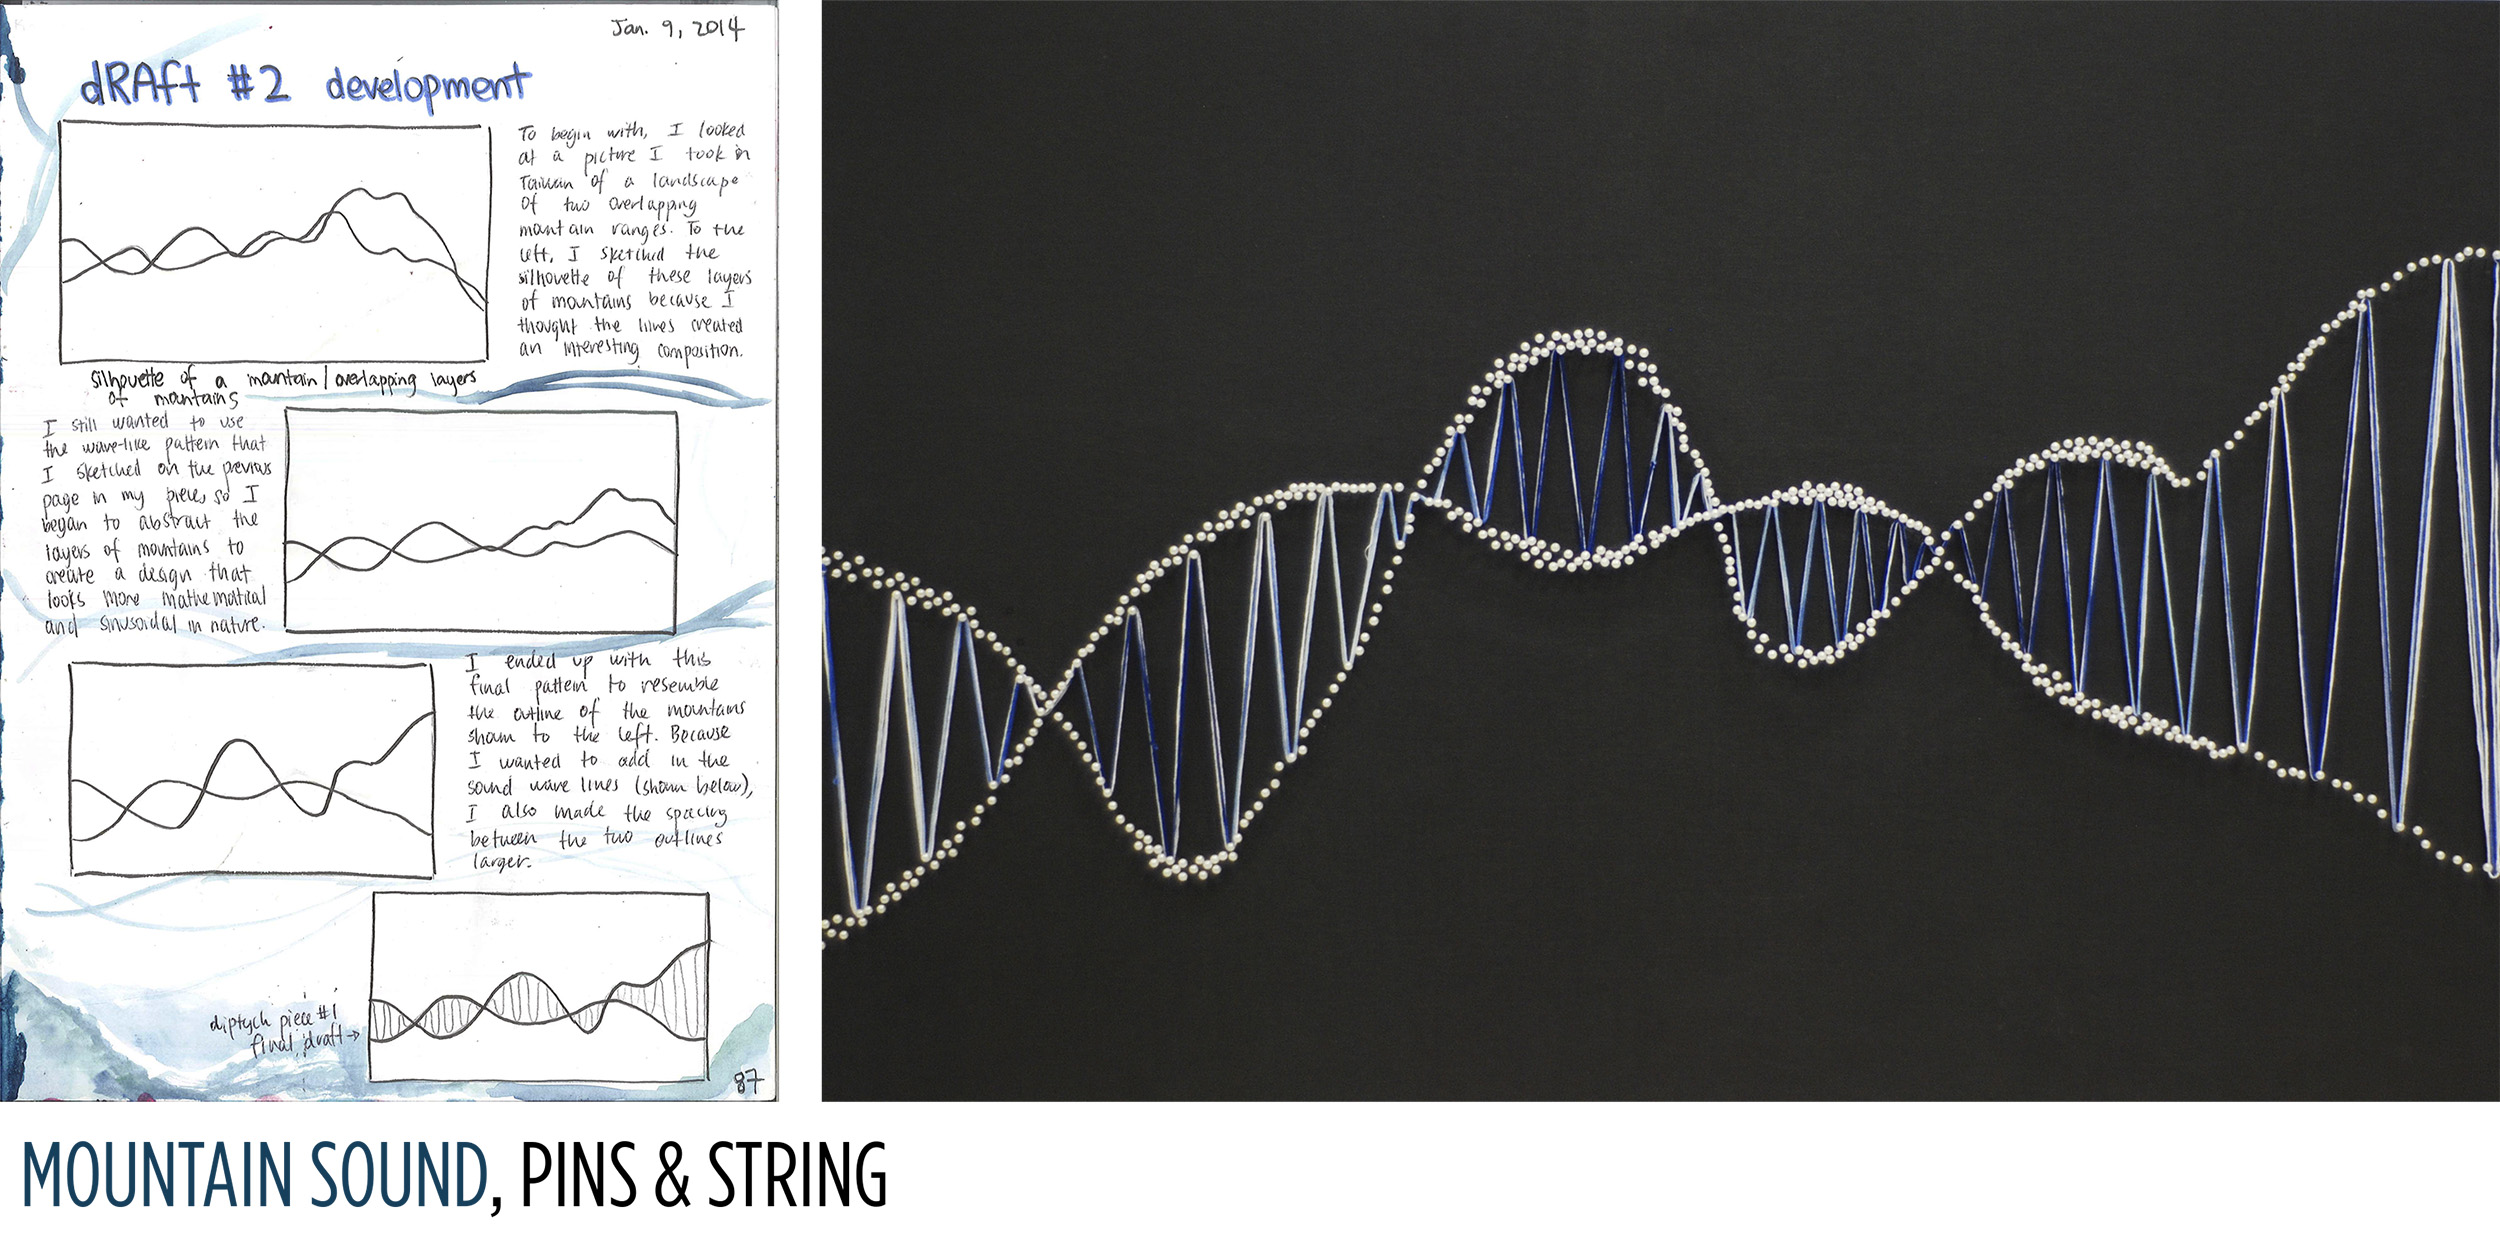 Jan. 9, 2014
dRAft #2 development
To begin with, I looked
at a picture I took in
Taiwan of a landscape
of two overlapping
mountain ranges. To the
left, I sketched the
silhouette of these layers
of mountains because I
thought the lines created
an interesting composition.
silhouette of a mountain/overlapping layers
of mountains
I still wanted to use
the wave-like pattern that
I sketched on the previous
page in my piece, so I
began to abstract the
layers of mountains to
create a design that
looks more mathematical
and sinusoidal in nature.
I ended up with this
final pattern to resemble
the outline of the mountains
shown to the left. Because
I wanted to add in the
sound wave lines (shown below),
I also made the spacing
between the two outlines
larger.
diptych piece #1
final draft →
87
MOUNTAIN SOUND, PINS & STRING